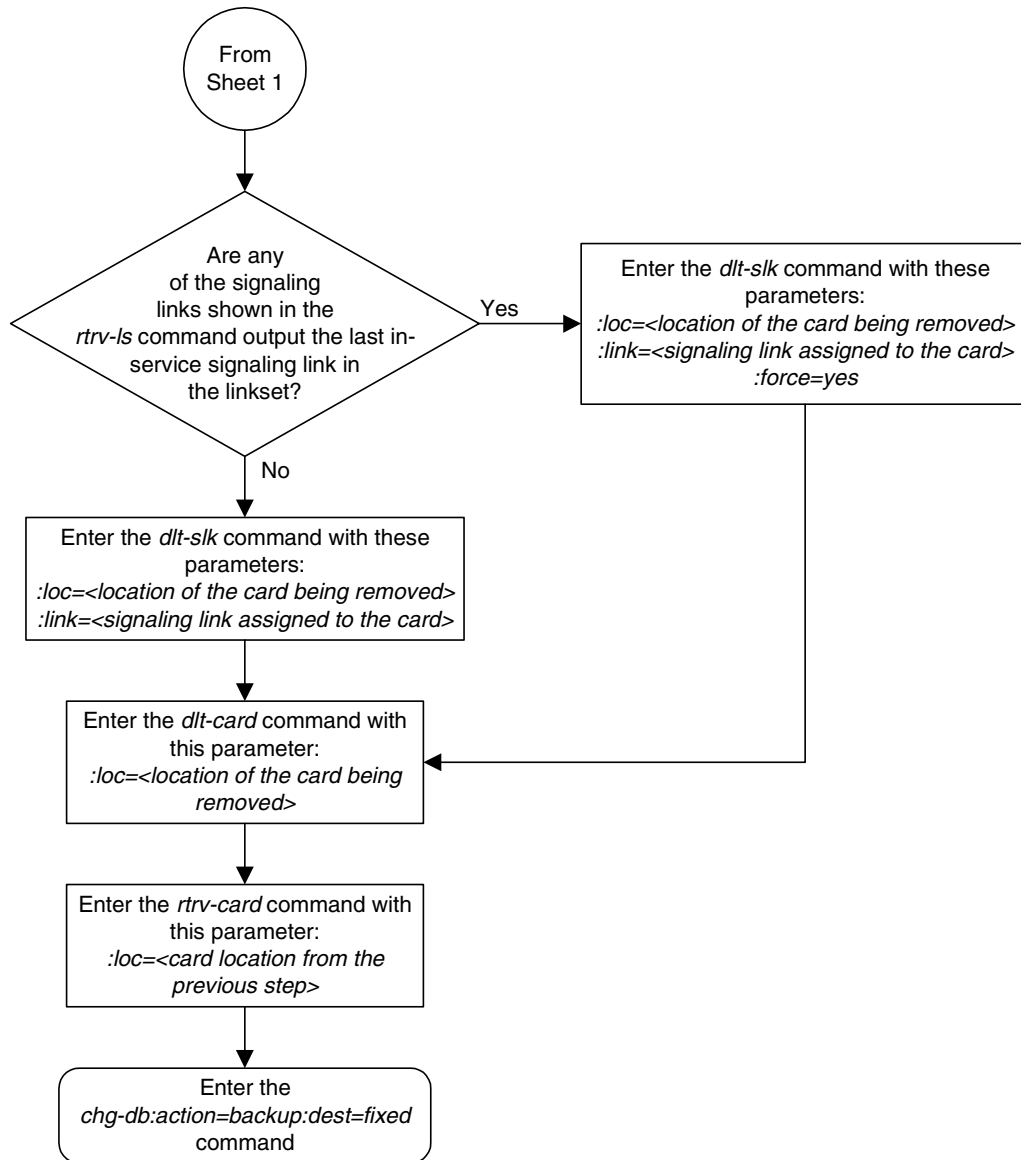 From
Sheet 1
Are any
of the signaling
links shown in the
rtrv-ls command output the last in-
service signaling link in
the linkset?
Yes
Enter the dlt-slk command with these
parameters:
:loc=<location of the card being removed>
:link=<signaling link assigned to the card>
:force=yes
No
Enter the dlt-slk command with these
parameters:
:loc=<location of the card being removed>
:link=<signaling link assigned to the card>
Enter the dlt-card command with
this parameter:
:loc=<location of the card being
removed>
Enter the rtrv-card command with
this parameter:
:loc=<card location from the
previous step>
Enter the
chg-db:action=backup:dest=fixed
command